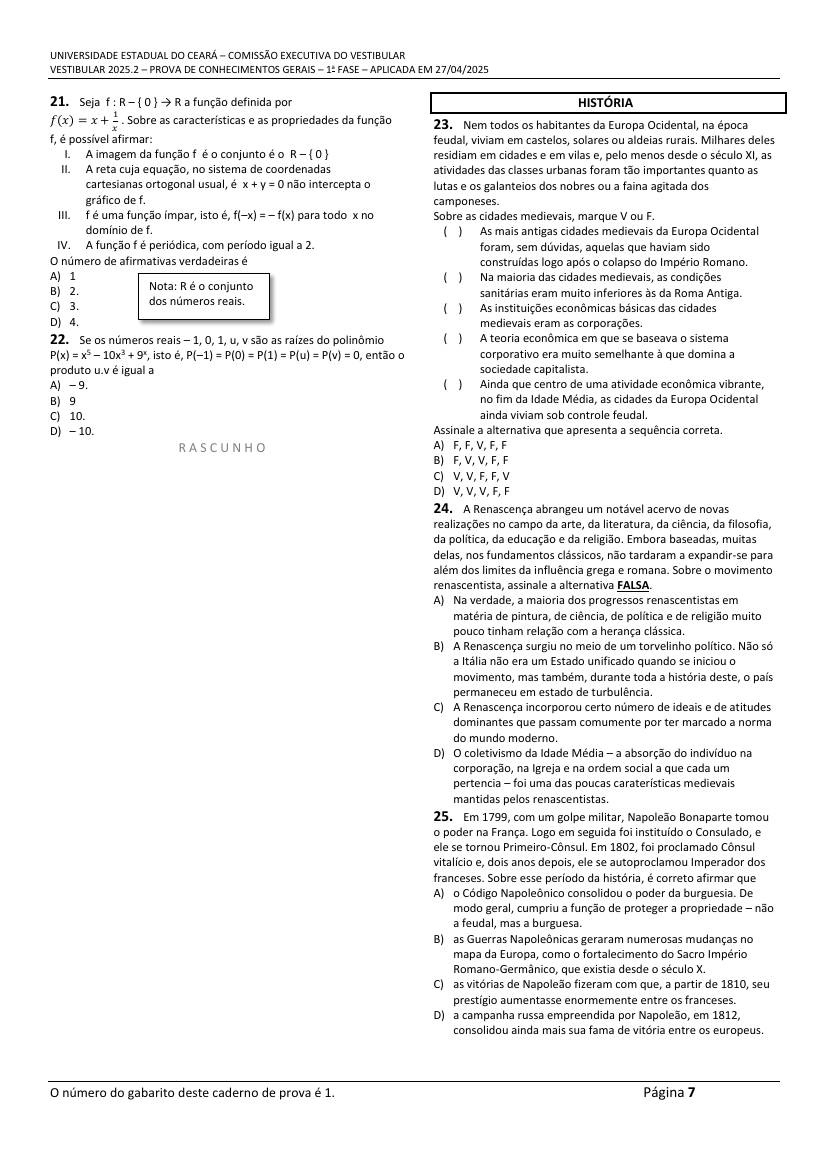 UNIVERSIDADE ESTADUAL DO CEARÁ – COMISSÃO EXECUTIVA DO VESTIBULAR
VESTIBULAR 2025.2 – PROVA DE CONHECIMENTOS GERAIS – 1ª FASE – APLICADA EM 27/04/2025
21. Seja f : R – { 0 } → R a função definida por
f(x) = x + 1/x . Sobre as características e as propriedades da função
f, é possível afirmar:
I. A imagem da função f é o conjunto é o R – { 0 }
II. A reta cuja equação, no sistema de coordenadas
cartesianas ortogonal usual, é x + y = 0 não intercepta o
gráfico de f.
III. f é uma função ímpar, isto é, f(–x) = – f(x) para todo x no
domínio de f.
IV. A função f é periódica, com período igual a 2.
O número de afirmativas verdadeiras é
A) 1
B) 2.
C) 3.
D) 4.
Nota: R é o conjunto
dos números reais.
22. Se os números reais – 1, 0, 1, u, v são as raízes do polinômio
P(x) = x⁵ – 10x³ + 9ˣ, isto é, P(–1) = P(0) = P(1) = P(u) = P(v) = 0, então o
produto u.v é igual a
A) – 9.
B) 9
C) 10.
D) – 10.
R A S C U N H O
HISTÓRIA
23. Nem todos os habitantes da Europa Ocidental, na época
feudal, viviam em castelos, solares ou aldeias rurais. Milhares deles
residiam em cidades e em vilas e, pelo menos desde o século XI, as
atividades das classes urbanas foram tão importantes quanto as
lutas e os galanteios dos nobres ou a faina agitada dos
camponeses.
Sobre as cidades medievais, marque V ou F.
( ) As mais antigas cidades medievais da Europa Ocidental
foram, sem dúvidas, aquelas que haviam sido
construídas logo após o colapso do Império Romano.
( ) Na maioria das cidades medievais, as condições
sanitárias eram muito inferiores às da Roma Antiga.
( ) As instituições econômicas básicas das cidades
medievais eram as corporações.
( ) A teoria econômica em que se baseava o sistema
corporativo era muito semelhante à que domina a
sociedade capitalista.
( ) Ainda que centro de uma atividade econômica vibrante,
no fim da Idade Média, as cidades da Europa Ocidental
ainda viviam sob controle feudal.
Assinale a alternativa que apresenta a sequência correta.
A) F, F, V, F, F
B) F, V, V, F, F
C) V, V, F, F, V
D) V, V, V, F, F
24. A Renascença abrangeu um notável acervo de novas
realizações no campo da arte, da literatura, da ciência, da filosofia,
da política, da educação e da religião. Embora baseadas, muitas
delas, nos fundamentos clássicos, não tardaram a expandir-se para
além dos limites da influência grega e romana. Sobre o movimento
renascentista, assinale a alternativa FALSA.
A) Na verdade, a maioria dos progressos renascentistas em
matéria de pintura, de ciência, de política e de religião muito
pouco tinham relação com a herança clássica.
B) A Renascença surgiu no meio de um torvelinho político. Não só
a Itália não era um Estado unificado quando se iniciou o
movimento, mas também, durante toda a história deste, o país
permaneceu em estado de turbulência.
C) A Renascença incorporou certo número de ideais e de atitudes
dominantes que passam comumente por ter marcado a norma
do mundo moderno.
D) O coletivismo da Idade Média – a absorção do indivíduo na
corporação, na Igreja e na ordem social a que cada um
pertencia – foi uma das poucas caraterísticas medievais
mantidas pelos renascentistas.
25. Em 1799, com um golpe militar, Napoleão Bonaparte tomou
o poder na França. Logo em seguida foi instituído o Consulado, e
ele se tornou Primeiro-Cônsul. Em 1802, foi proclamado Cônsul
vitalício e, dois anos depois, ele se autoproclamou Imperador dos
franceses. Sobre esse período da história, é correto afirmar que
A) o Código Napoleônico consolidou o poder da burguesia. De
modo geral, cumpriu a função de proteger a propriedade – não
a feudal, mas a burguesa.
B) as Guerras Napoleônicas geraram numerosas mudanças no
mapa da Europa, como o fortalecimento do Sacro Império
Romano-Germânico, que existia desde o século X.
C) as vitórias de Napoleão fizeram com que, a partir de 1810, seu
prestígio aumentasse enormemente entre os franceses.
D) a campanha russa empreendida por Napoleão, em 1812,
consolidou ainda mais sua fama de vitória entre os europeus.
O número do gabarito deste caderno de prova é 1.
Página 7